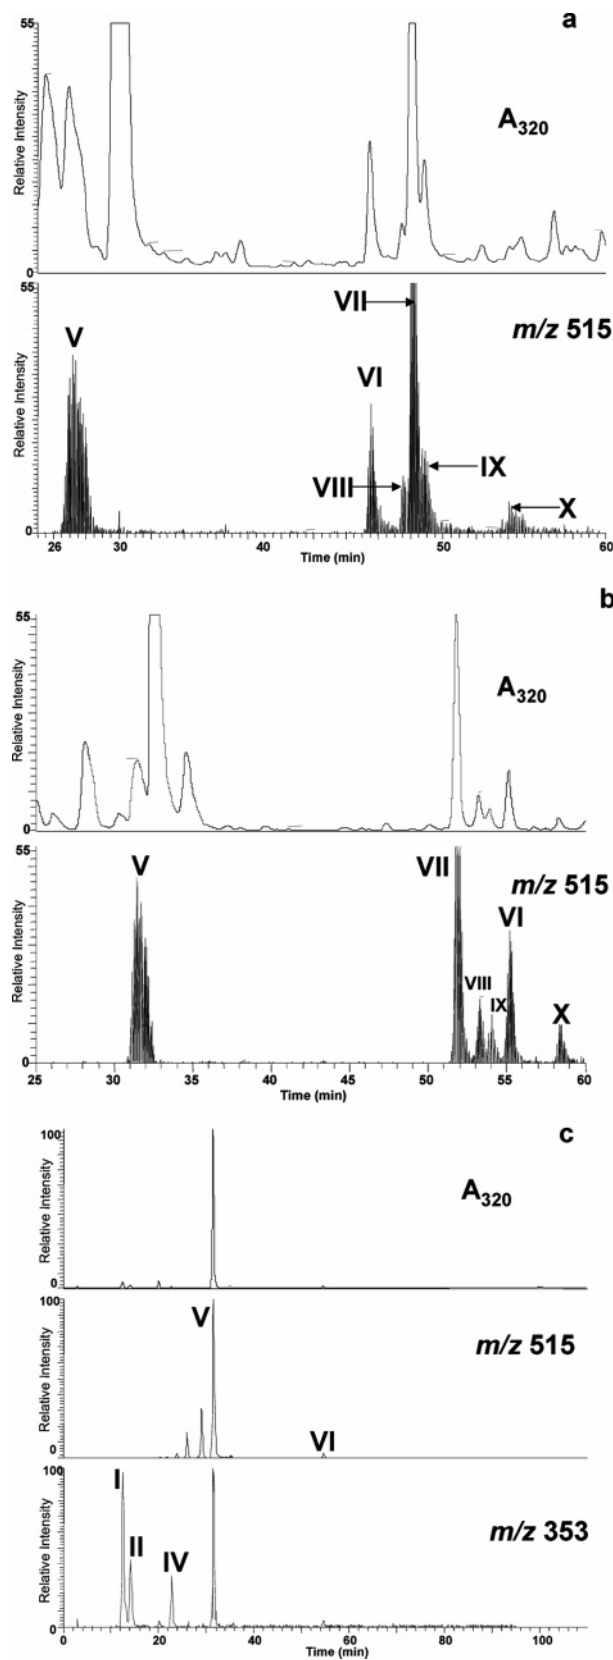 a
55
Relative Intensity
A320
0
55
Relative Intensity
V
VI
VII
VIII
IX
X
m/z 515
0
26 30 40 50 60
Time (min)
b
55
Relative Intensity
A320
0
55
Relative Intensity
V
VII
VIII
IX
VI
X
m/z 515
0
25 30 35 40 45 50 55 60
Time (min)
c
100
Relative Intensity
A320
0
100
Relative Intensity
V
VI
m/z 515
0
100
Relative Intensity
I
II
IV
m/z 353
0
0 20 40 60 80 100
Time (min)